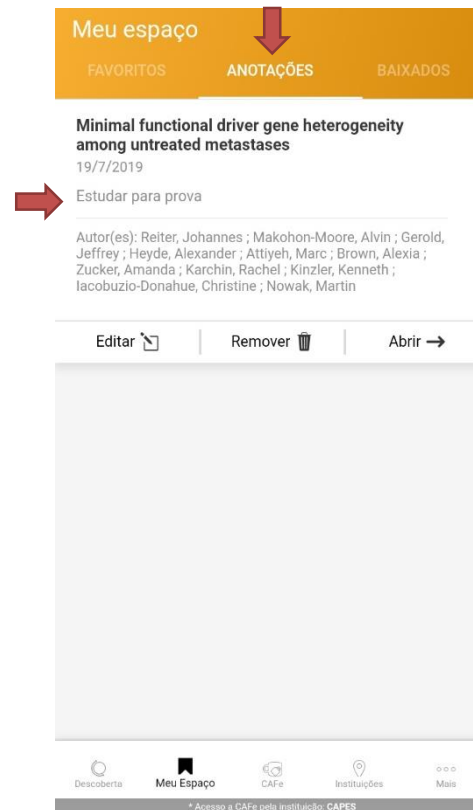 Meu espaço
FAVORITOS ANOTAÇÕES BAIXADOS
Minimal functional driver gene heterogeneity
among untreated metastases
19/7/2019
Estudar para prova
Autor(es): Reiter, Johannes ; Makohon-Moore, Alvin ; Gerold,
Jeffrey ; Heyde, Alexander ; Attiyeh, Marc ; Brown, Alexia ;
Zucker, Amanda ; Karchin, Rachel ; Kinzler, Kenneth ;
Iacobuzio-Donahue, Christine ; Nowak, Martin
Editar Remover Abrir
Descoberta Meu Espaço CAFe Instituições Mais
* Acesso a CAFe pela instituição: CAPES